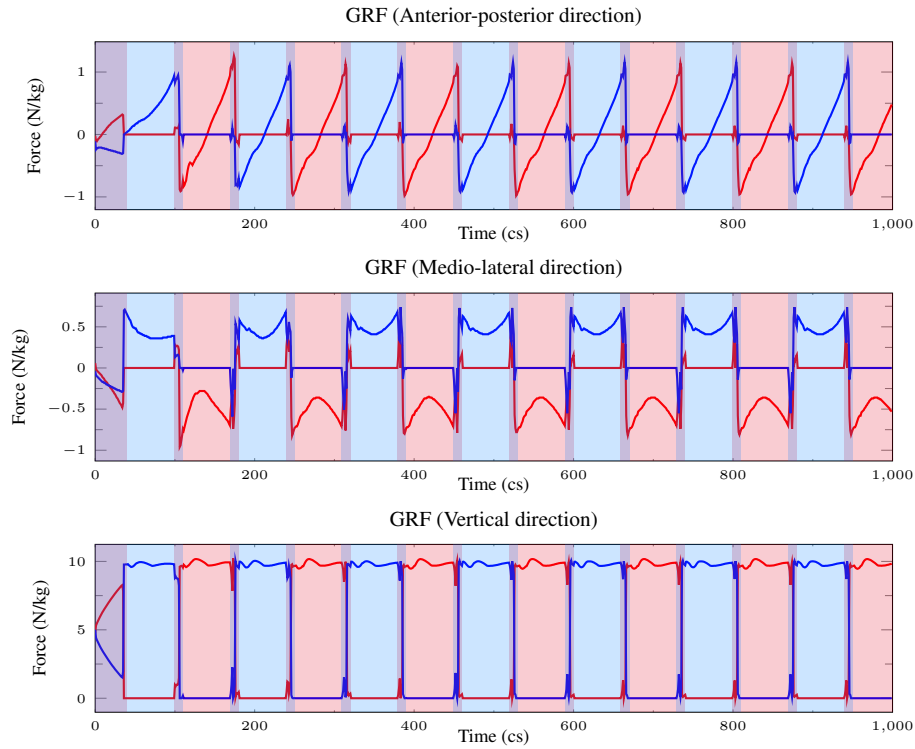 GRF (Anterior-posterior direction)
1
0
−1
Force (N/kg)
0 200 400 600 800 1,000
Time (cs)
GRF (Medio-lateral direction)
0.5
0
−0.5
−1
Force (N/kg)
0 200 400 600 800 1,000
Time (cs)
GRF (Vertical direction)
10
5
0
Force (N/kg)
0 200 400 600 800 1,000
Time (cs)